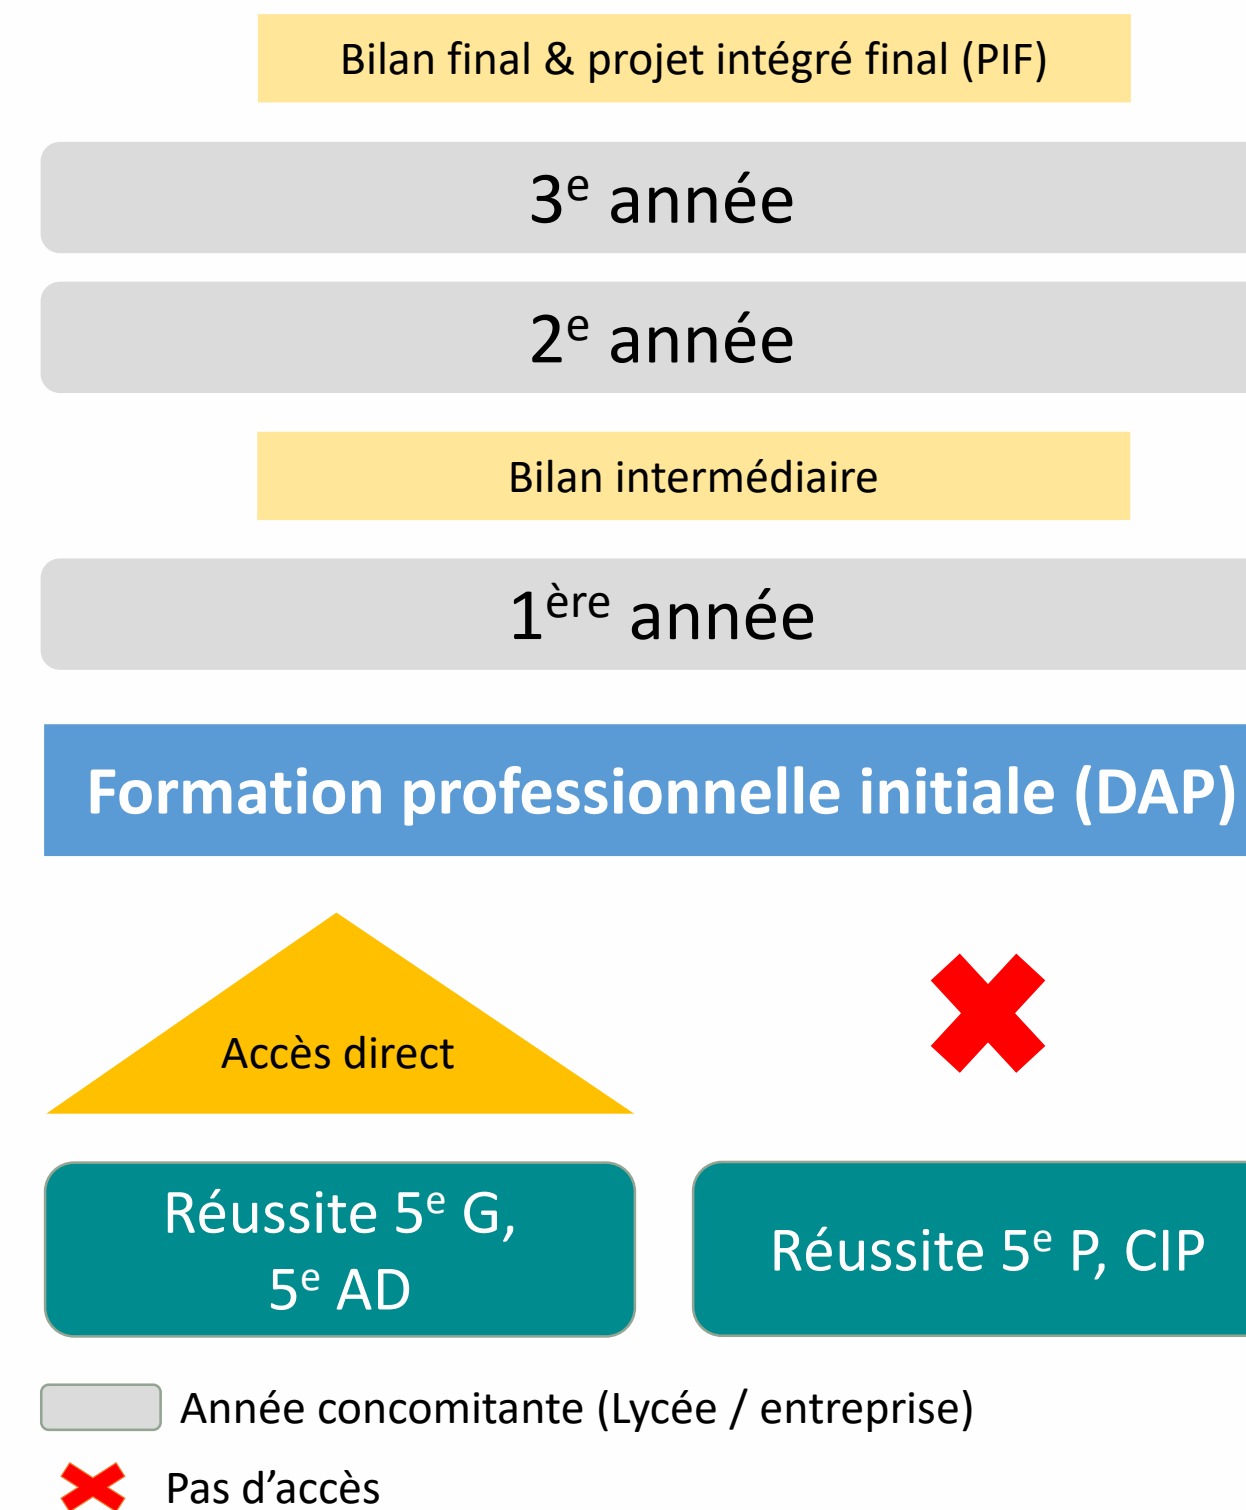 Bilan final & projet intégré final (PIF)
3e année
2e année
Bilan intermédiaire
1ère année
Formation professionnelle initiale (DAP)
Accès direct
Réussite 5e G,
5e AD
Réussite 5e P, CIP
Année concomitante (Lycée / entreprise)
Pas d’accès